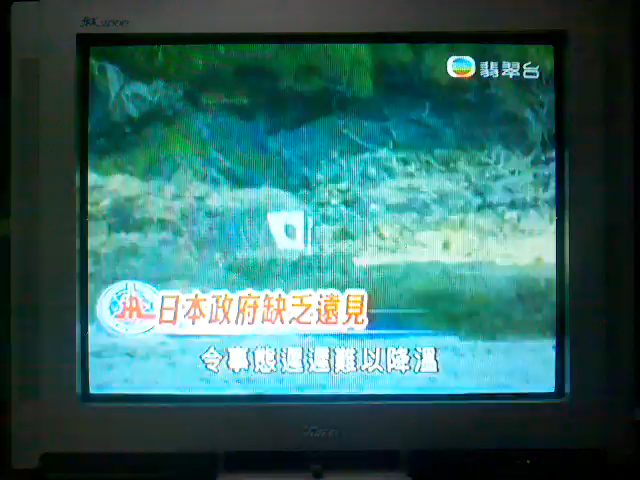 翡翠台
日本政府缺乏遠見
令事態遲遲難以降溫